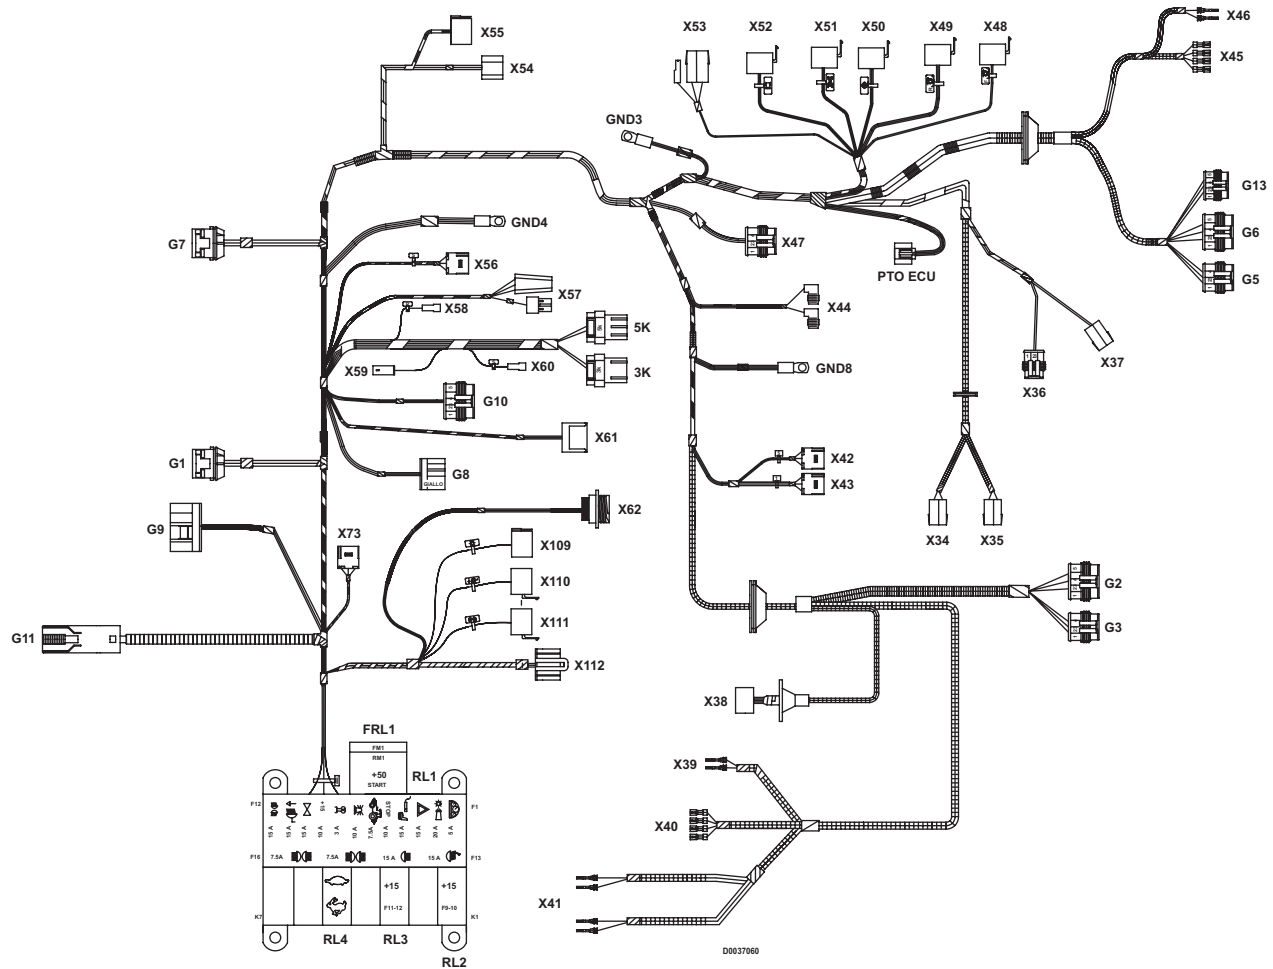 X55
X54
X53
X52
X51
X50
X49
X48
X46
X45
GND3
G13
G6
G5
G7
GND4
X47
PTO ECU
X56
X57
X58
X44
5K
X59
X60
3K
GND8
X37
X36
G10
X61
G1
G8
GIALLO
X42
X43
X62
X34
X35
G9
X73
X109
X110
X111
G2
G3
G11
X112
X38
FRL1
FM1
RM1
+50
START
RL1
X39
F12
F1
+15
STOP
15 A
15 A
15 A
10 A
3 A
10 A
7.5A
10 A
15 A
15 A
20 A
5 A
X40
F16
7.5A
7.5A
15 A
15 A
F13
+15
+15
F11-12
F9-10
K7
K1
X41
RL4
RL3
RL2
D0037060